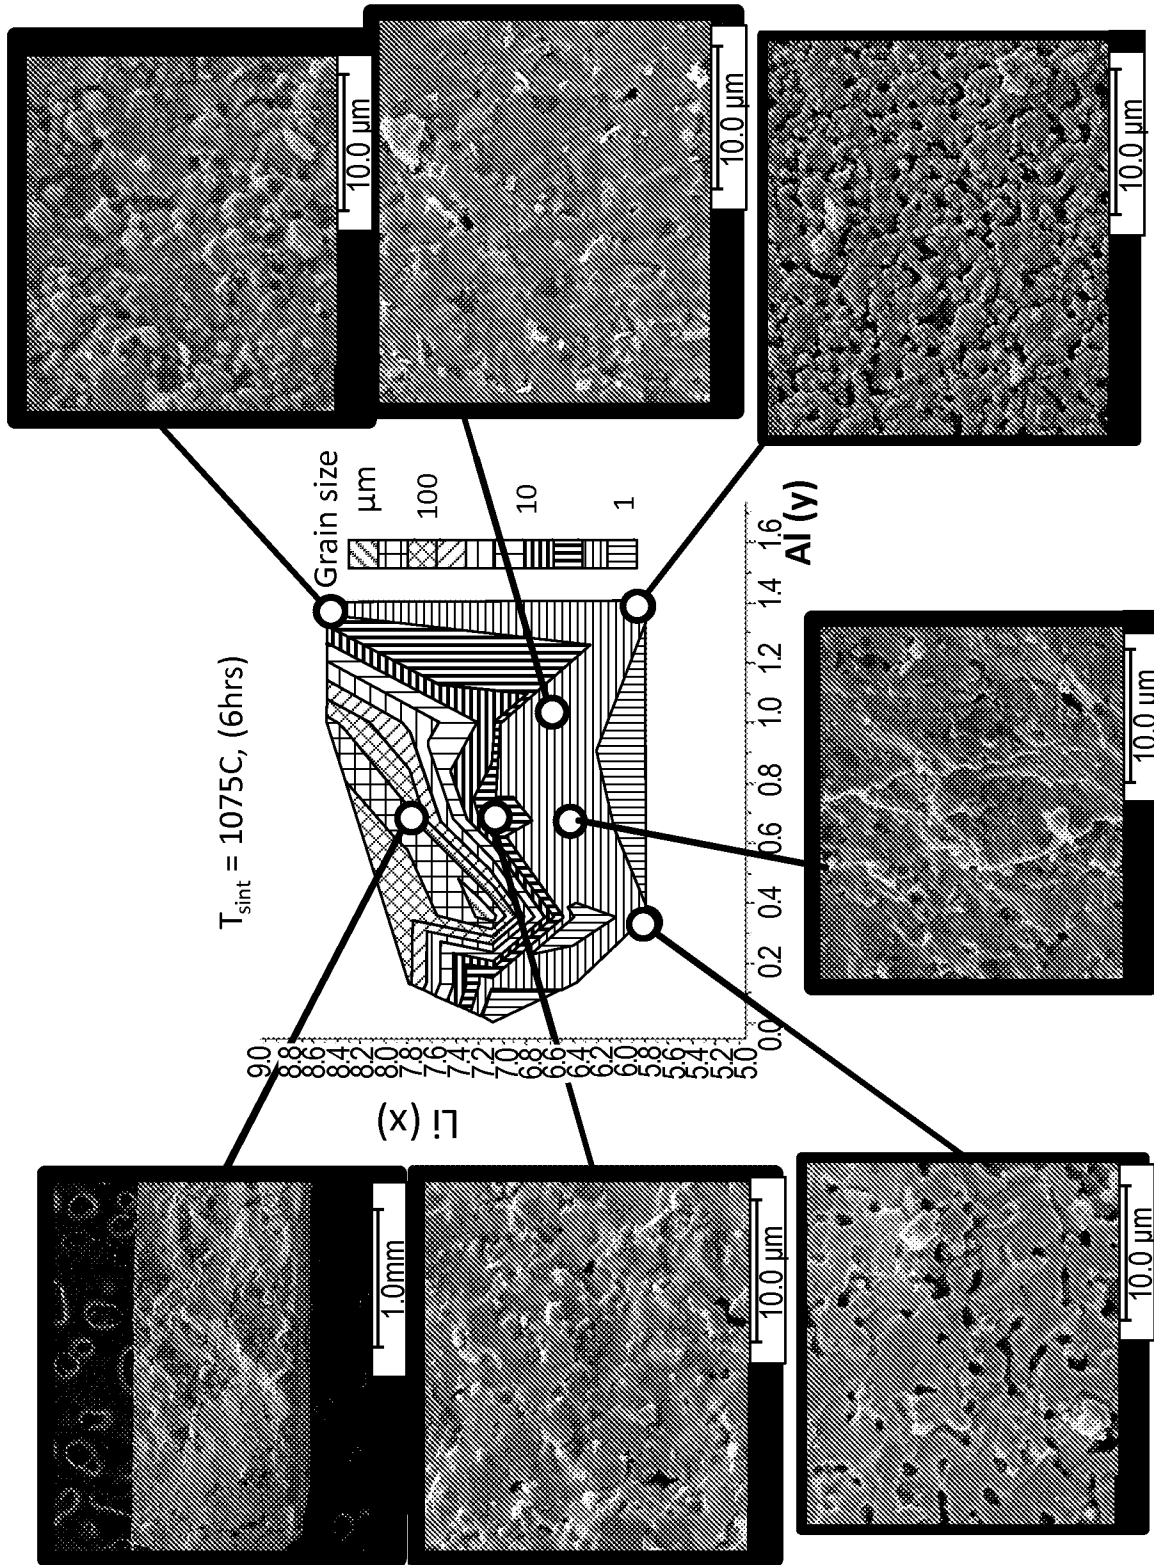 10.0 µm
10.0 µm
10.0 µm
T_sint = 1075C, (6hrs)
Grain size
µm
100
10
1
Li (x)
9.0
8.8
8.6
8.4
8.2
8.0
7.8
7.6
7.4
7.2
7.0
6.8
6.6
6.4
6.2
6.0
5.8
5.6
5.4
5.2
5.0
0.0 0.2 0.4 0.6 0.8 1.0 1.2 1.4 1.6
Al (y)
1.0mm
10.0 µm
10.0 µm
10.0 µm